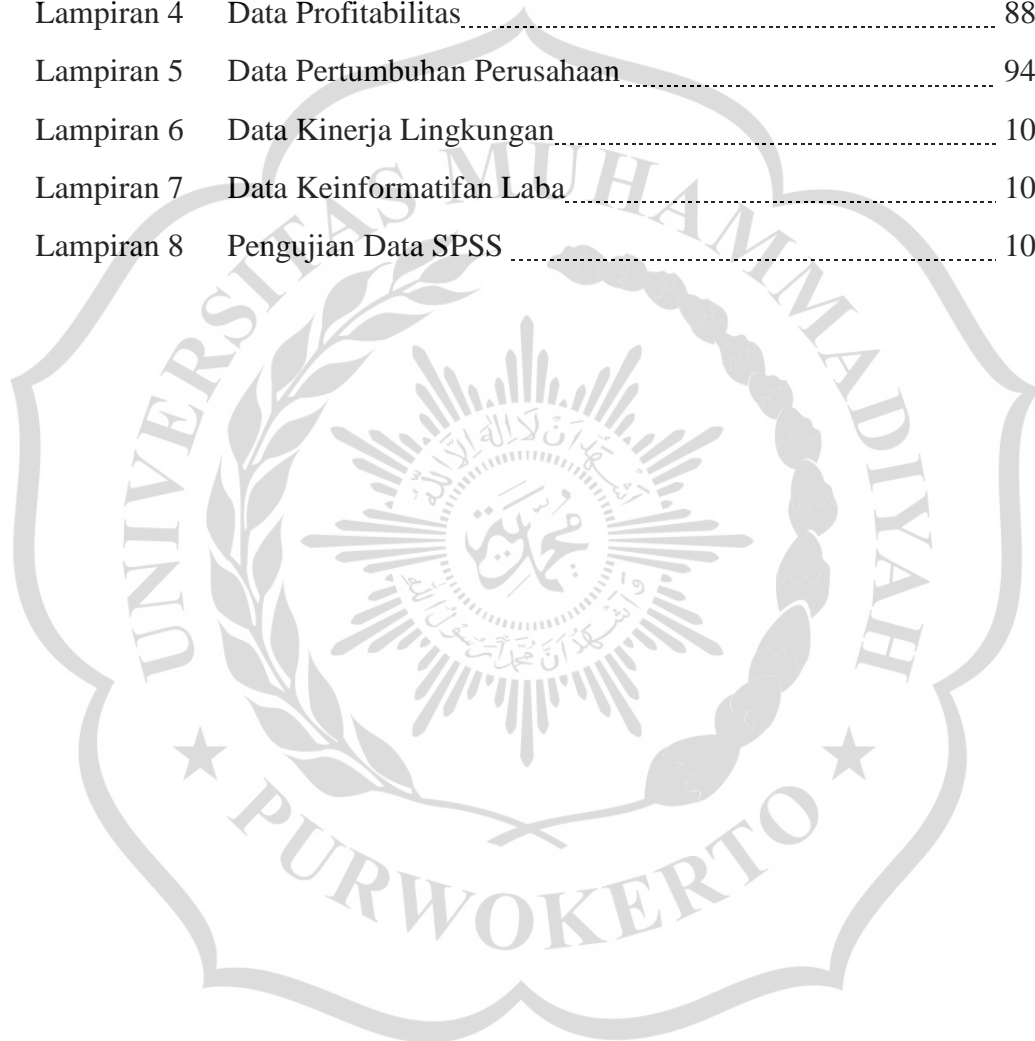 Lampiran 4 Data Profitabilitas 88
Lampiran 5 Data Pertumbuhan Perusahaan 94
Lampiran 6 Data Kinerja Lingkungan 10
Lampiran 7 Data Keinformatifan Laba 10
Lampiran 8 Pengujian Data SPSS 10
UNIVERSITAS MUHAMMADIYAH
PURWOKERTO